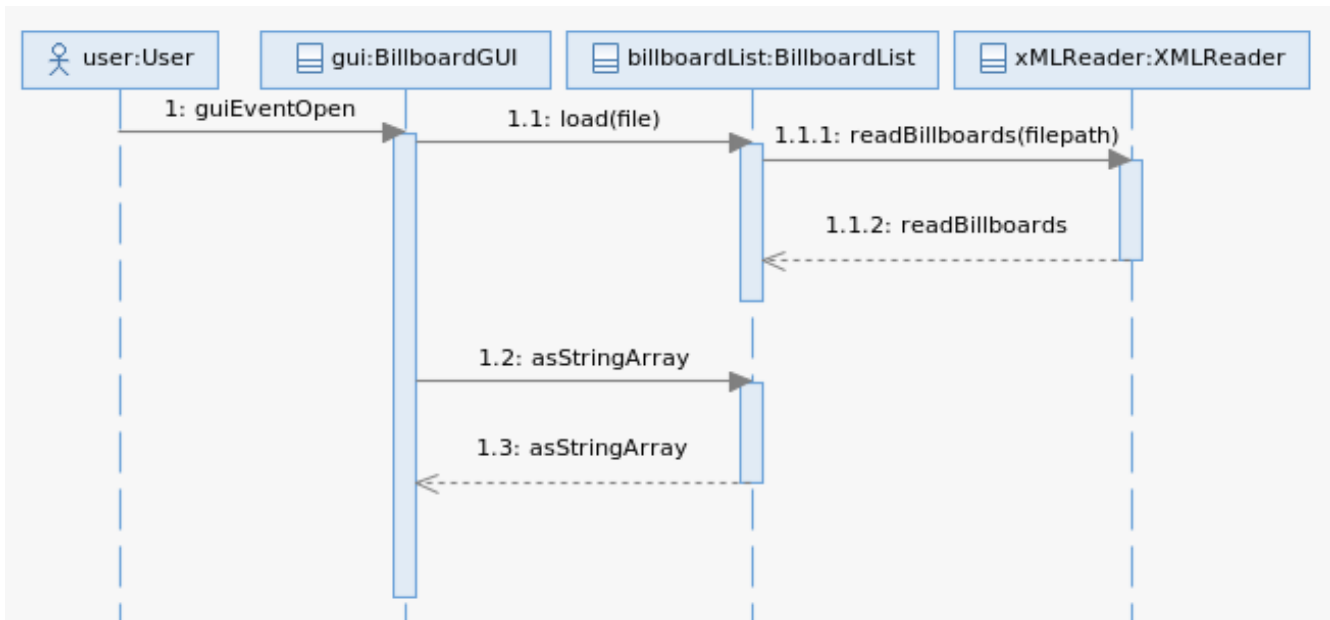 user:User
gui:BillboardGUI
billboardList:BillboardList
xMLReader:XMLReader
1: guiEventOpen
1.1: load(file)
1.1.1: readBillboards(filepath)
1.1.2: readBillboards
1.2: asStringArray
1.3: asStringArray